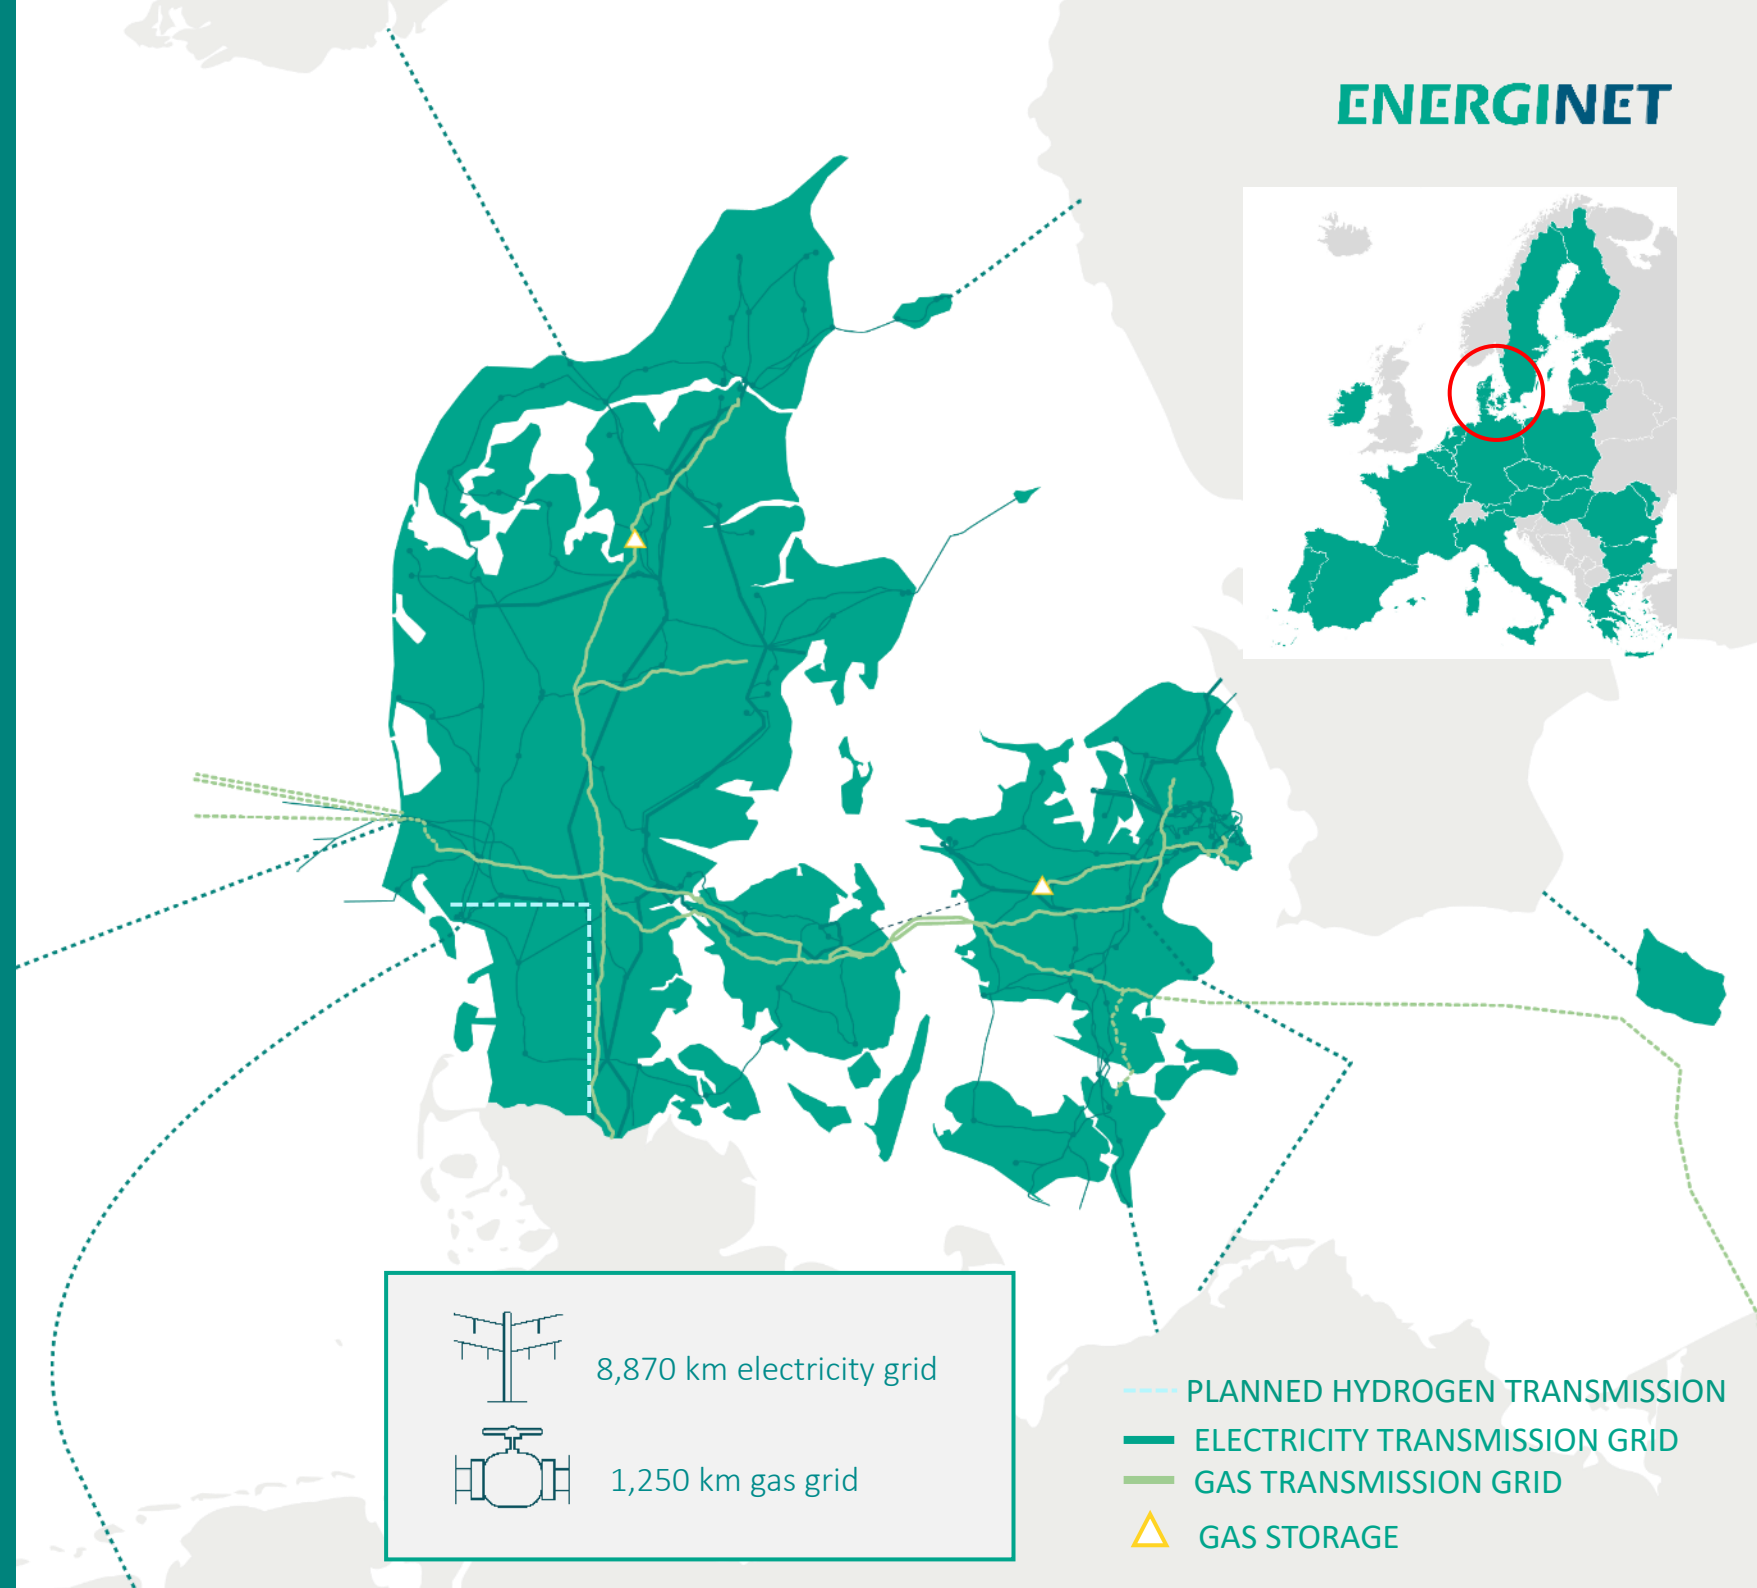 ENERGINET
8,870 km electricity grid
1,250 km gas grid
PLANNED HYDROGEN TRANSMISSION
ELECTRICITY TRANSMISSION GRID
GAS TRANSMISSION GRID
GAS STORAGE